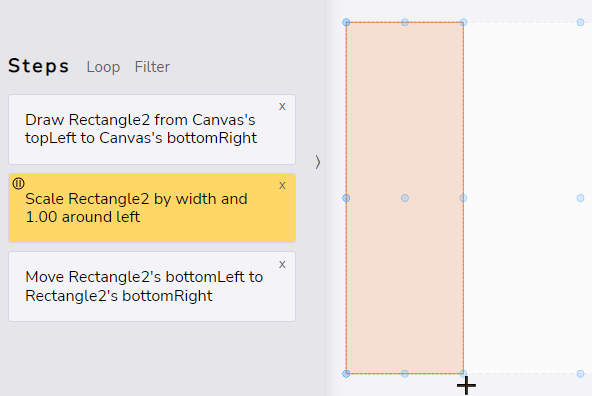 Steps Loop Filter
x
Draw Rectangle2 from Canvas's
topLeft to Canvas's bottomRight
x
Scale Rectangle2 by width and
1.00 around left
x
Move Rectangle2's bottomLeft to
Rectangle2's bottomRight